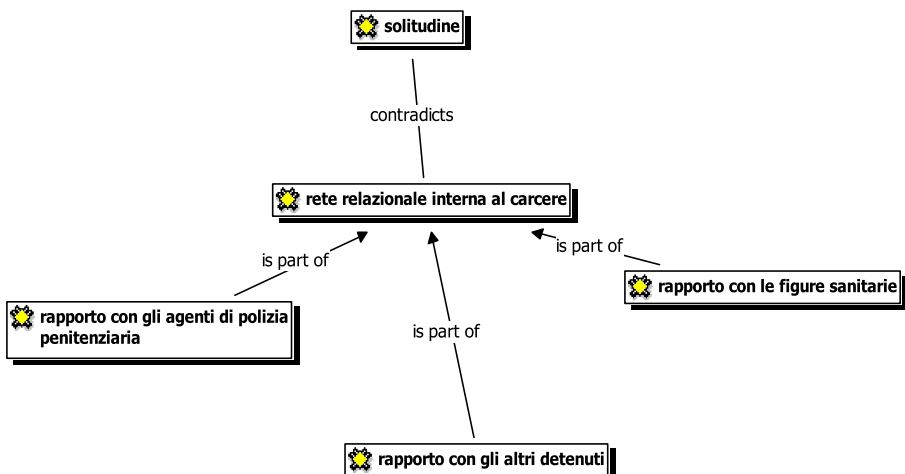 solitudine
contradicts
rete relazionale interna al carcere
is part of
is part of
rapporto con le figure sanitarie
rapporto con gli agenti di polizia
penitenziaria
is part of
rapporto con gli altri detenuti